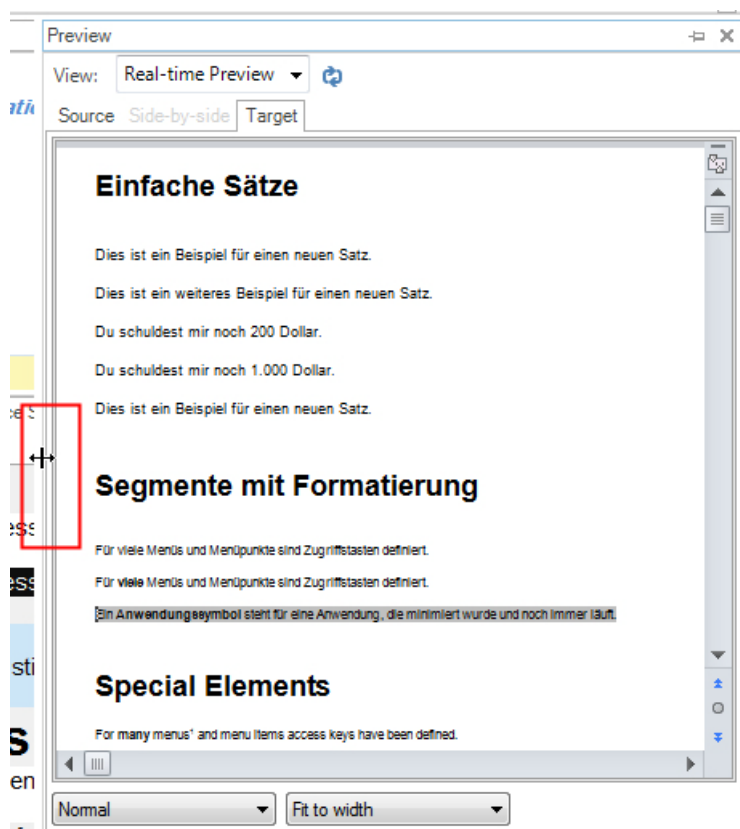 Preview
View: Real-time Preview
Source Side-by-side Target
Einfache Sätze
Dies ist ein Beispiel für einen neuen Satz.
Dies ist ein weiteres Beispiel für einen neuen Satz.
Du schuldest mir noch 200 Dollar.
Du schuldest mir noch 1.000 Dollar.
Dies ist ein Beispiel für einen neuen Satz.
Segmente mit Formatierung
Für viele Menüs und Menüpunkte sind Zugriffstasten definiert.
Für viele Menüs und Menüpunkte sind Zugriffstasten definiert.
Ein Anwendungssymbol steht für eine Anwendung, die minimiert wurde und noch immer läuft.
Special Elements
For many menus¹ and menu items access keys have been defined.
Normal
Fit to width